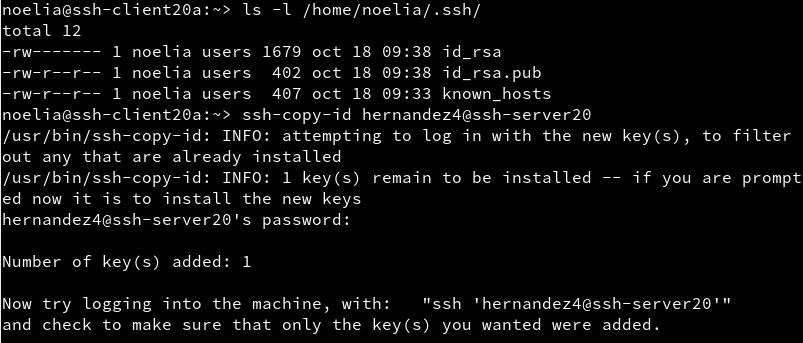 noelia@ssh-client20a:~> ls -l /home/noelia/.ssh/
total 12
-rw------- 1 noelia users 1679 oct 18 09:38 id_rsa
-rw-r--r-- 1 noelia users  402 oct 18 09:38 id_rsa.pub
-rw-r--r-- 1 noelia users  407 oct 18 09:33 known_hosts
noelia@ssh-client20a:~> ssh-copy-id hernandez4@ssh-server20
/usr/bin/ssh-copy-id: INFO: attempting to log in with the new key(s), to filter
out any that are already installed
/usr/bin/ssh-copy-id: INFO: 1 key(s) remain to be installed -- if you are prompt
ed now it is to install the new keys
hernandez4@ssh-server20's password:

Number of key(s) added: 1

Now try logging into the machine, with:   "ssh 'hernandez4@ssh-server20'"
and check to make sure that only the key(s) you wanted were added.